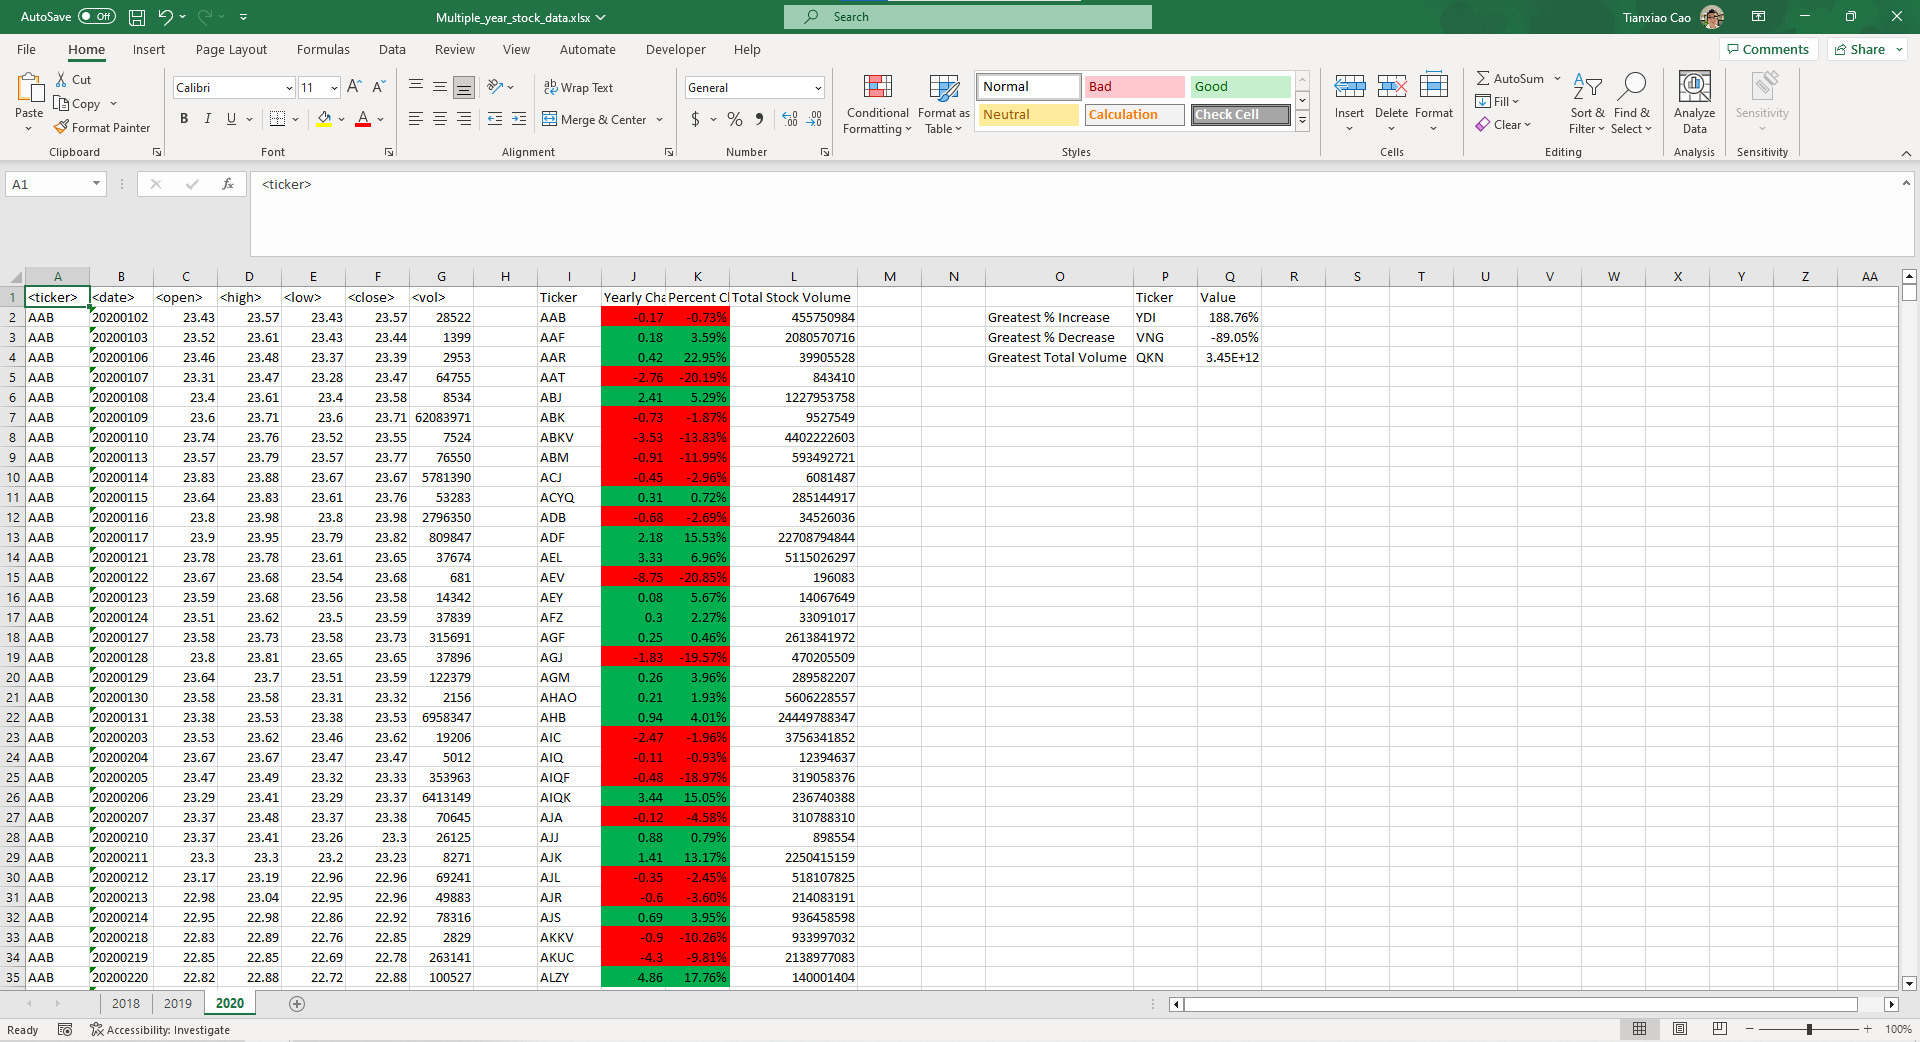 AutoSave Off Multiple_year_stock_data.xlsx Search Tianxiao Cao
File Home Insert Page Layout Formulas Data Review View Automate Developer Help Comments Share
Paste Cut Copy Format Painter Clipboard
Calibri 11 B I U A A A Font
Wrap Text Merge & Center Alignment
General $ % Number
Conditional Formatting Format as Table Normal Bad Good Neutral Calculation Check Cell Styles
Insert Delete Format Cells
AutoSum Fill Clear Sort & Filter Find & Select Editing
Analyze Data Analysis Sensitivity Sensitivity
A1 fx <ticker>
A B C D E F G H I J K L M N O P Q R S T U V W X Y Z AA
1 <ticker> <date> <open> <high> <low> <close> <vol> Ticker Yearly Cha Percent Cl Total Stock Volume Ticker Value
2 AAB 20200102 23.43 23.57 23.43 23.57 28522 AAB -0.17 -0.73% 455750984 Greatest % Increase YDI 188.76%
3 AAB 20200103 23.52 23.61 23.43 23.44 1399 AAF 0.18 3.59% 2080570716 Greatest % Decrease VNG -89.05%
4 AAB 20200106 23.46 23.48 23.37 23.39 2953 AAR 0.42 22.95% 39905528 Greatest Total Volume QKN 3.45E+12
5 AAB 20200107 23.31 23.47 23.28 23.47 64755 AAT -2.76 -20.19% 843410
6 AAB 20200108 23.4 23.61 23.4 23.58 8534 ABJ 2.41 5.29% 1227953758
7 AAB 20200109 23.6 23.71 23.6 23.71 62083971 ABK -0.73 -1.87% 9527549
8 AAB 20200110 23.74 23.76 23.52 23.55 7524 ABKV -3.53 -13.83% 4402222603
9 AAB 20200113 23.57 23.79 23.57 23.77 76550 ABM -0.91 -11.99% 593492721
10 AAB 20200114 23.83 23.88 23.67 23.67 5781390 ACJ -0.45 -2.96% 6081487
11 AAB 20200115 23.64 23.83 23.61 23.76 53283 ACYQ 0.31 0.72% 285144917
12 AAB 20200116 23.8 23.98 23.8 23.98 2796350 ADB -0.68 -2.69% 34526036
13 AAB 20200117 23.9 23.95 23.79 23.82 809847 ADF 2.18 15.53% 22708794844
14 AAB 20200121 23.78 23.78 23.61 23.65 37674 AEL 3.33 6.96% 5115026297
15 AAB 20200122 23.67 23.68 23.54 23.68 681 AEV -8.75 -20.85% 196083
16 AAB 20200123 23.59 23.68 23.56 23.58 14342 AEY 0.08 5.67% 14067649
17 AAB 20200124 23.51 23.62 23.5 23.59 37839 AFZ 0.3 2.27% 33091017
18 AAB 20200127 23.58 23.73 23.58 23.73 315691 AGF 0.25 0.46% 2613841972
19 AAB 20200128 23.8 23.81 23.65 23.65 37896 AGJ -1.83 -19.57% 470205509
20 AAB 20200129 23.64 23.7 23.51 23.59 122379 AGM 0.26 3.96% 289582207
21 AAB 20200130 23.58 23.58 23.31 23.32 2156 AHAO 0.21 1.93% 5606228557
22 AAB 20200131 23.38 23.53 23.38 23.53 6958347 AHB 0.94 4.01% 24449788347
23 AAB 20200203 23.53 23.62 23.46 23.62 19206 AIC -2.47 -1.96% 3756341852
24 AAB 20200204 23.67 23.67 23.47 23.47 5012 AIQ -0.11 -0.93% 12394637
25 AAB 20200205 23.47 23.49 23.32 23.33 353963 AIQF -0.48 -18.97% 319058376
26 AAB 20200206 23.29 23.41 23.29 23.37 6413149 AIQK 3.44 15.05% 236740388
27 AAB 20200207 23.37 23.48 23.37 23.38 70645 AJA -0.12 -4.58% 310788310
28 AAB 20200210 23.37 23.41 23.26 23.3 26125 AJJ 0.88 0.79% 898554
29 AAB 20200211 23.3 23.3 23.2 23.23 8271 AJK 1.41 13.17% 2250415159
30 AAB 20200212 23.17 23.19 22.96 22.96 69241 AJL -0.35 -2.45% 518107825
31 AAB 20200213 22.98 23.04 22.95 22.96 49883 AJR -0.6 -3.60% 214083191
32 AAB 20200214 22.95 22.98 22.86 22.92 78316 AJS 0.69 3.95% 936458598
33 AAB 20200218 22.83 22.89 22.76 22.85 2829 AKKV -0.9 -10.26% 933997032
34 AAB 20200219 22.85 22.85 22.69 22.78 263141 AKUC -4.3 -9.81% 2138977083
35 AAB 20200220 22.82 22.88 22.72 22.88 100527 ALZY 4.86 17.76% 140001404
2018 2019 2020
Ready Accessibility: Investigate 100%